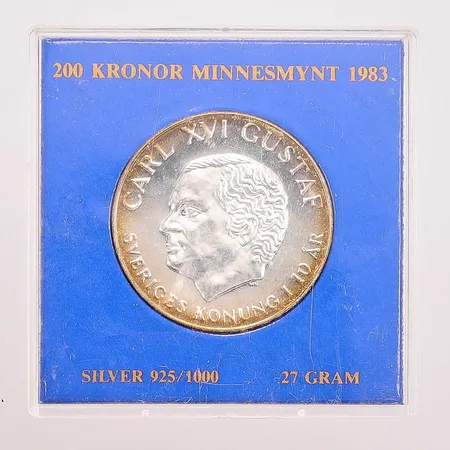 200 KRONOR MINNESMYNT 1983
CARL XVI GUSTAF
SVERIGES KONUNG I 10 ÅR
SILVER 925/1000 27 GRAM